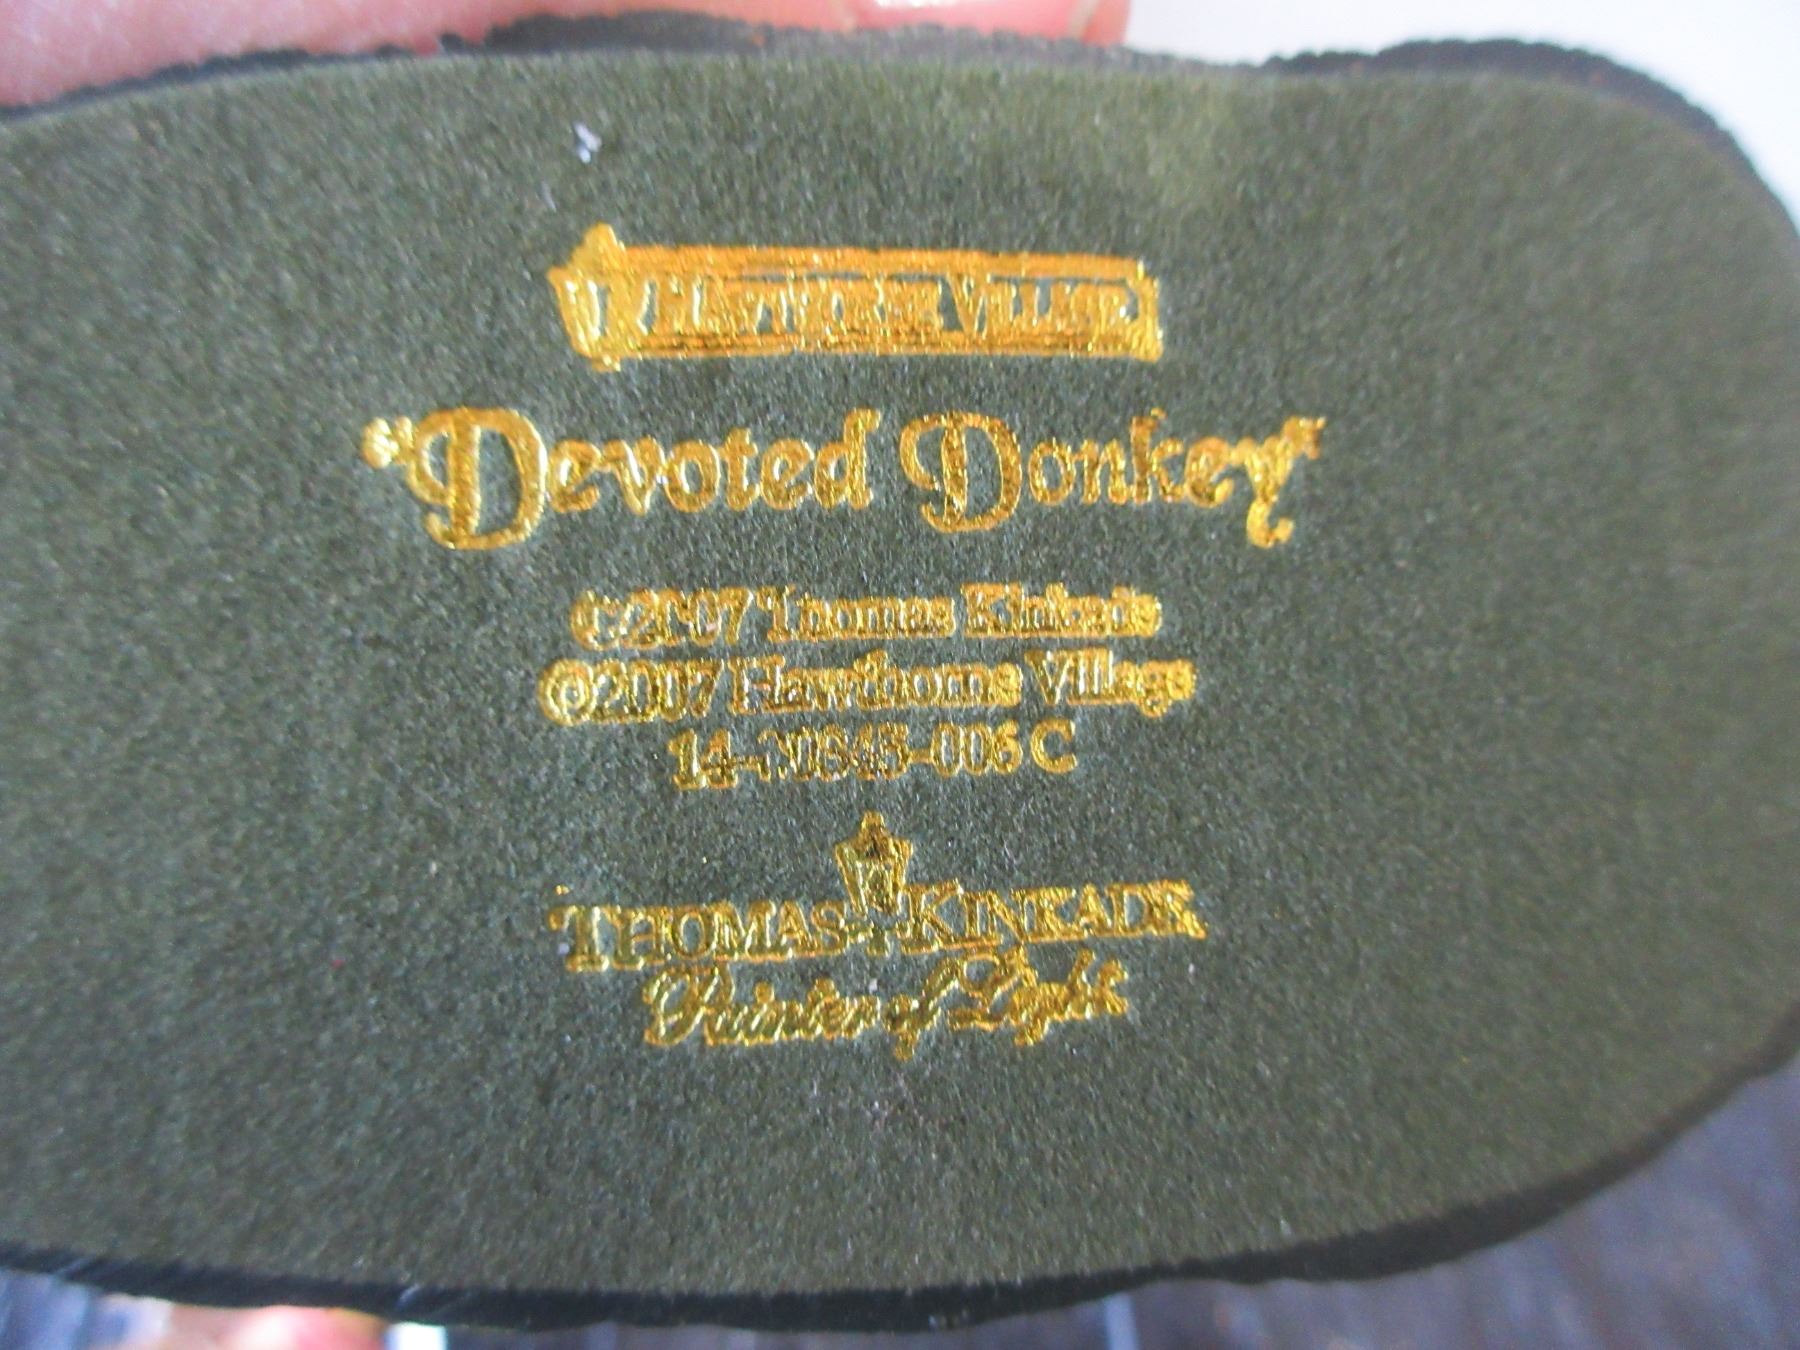 HAWTHORNE VILLAGE
"Devoted Donkey"
©2007 Thomas Kinkade
©2007 Hawthorne Village
C
THOMAS KINKADE
Painter of Light